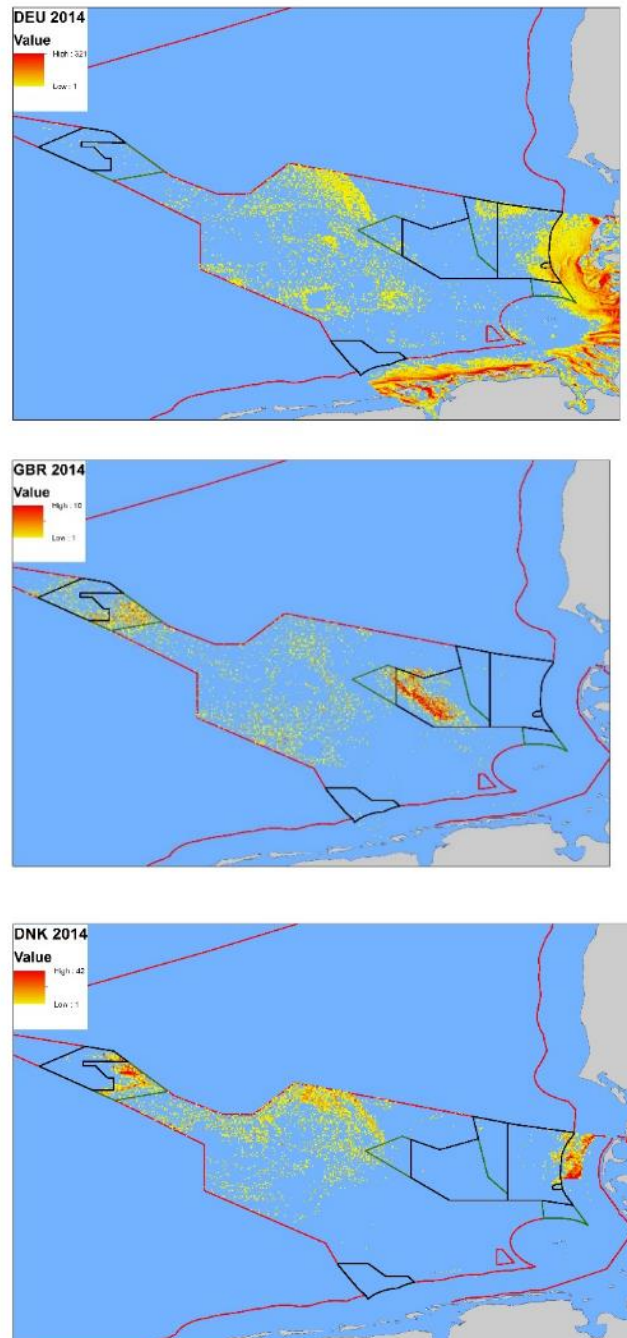 DEU 2014
Value
High : 321
Low : 1
GBR 2014
Value
High : 10
Low : 1
DNK 2014
Value
High : 42
Low : 1